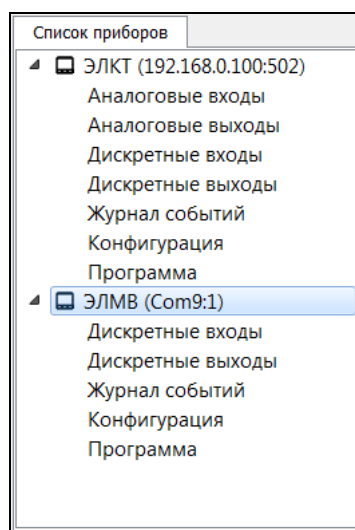 Список приборов
ЭЛКТ (192.168.0.100:502)
Аналоговые входы
Аналоговые выходы
Дискретные входы
Дискретные выходы
Журнал событий
Конфигурация
Программа
ЭЛМВ (Com9:1)
Дискретные входы
Дискретные выходы
Журнал событий
Конфигурация
Программа